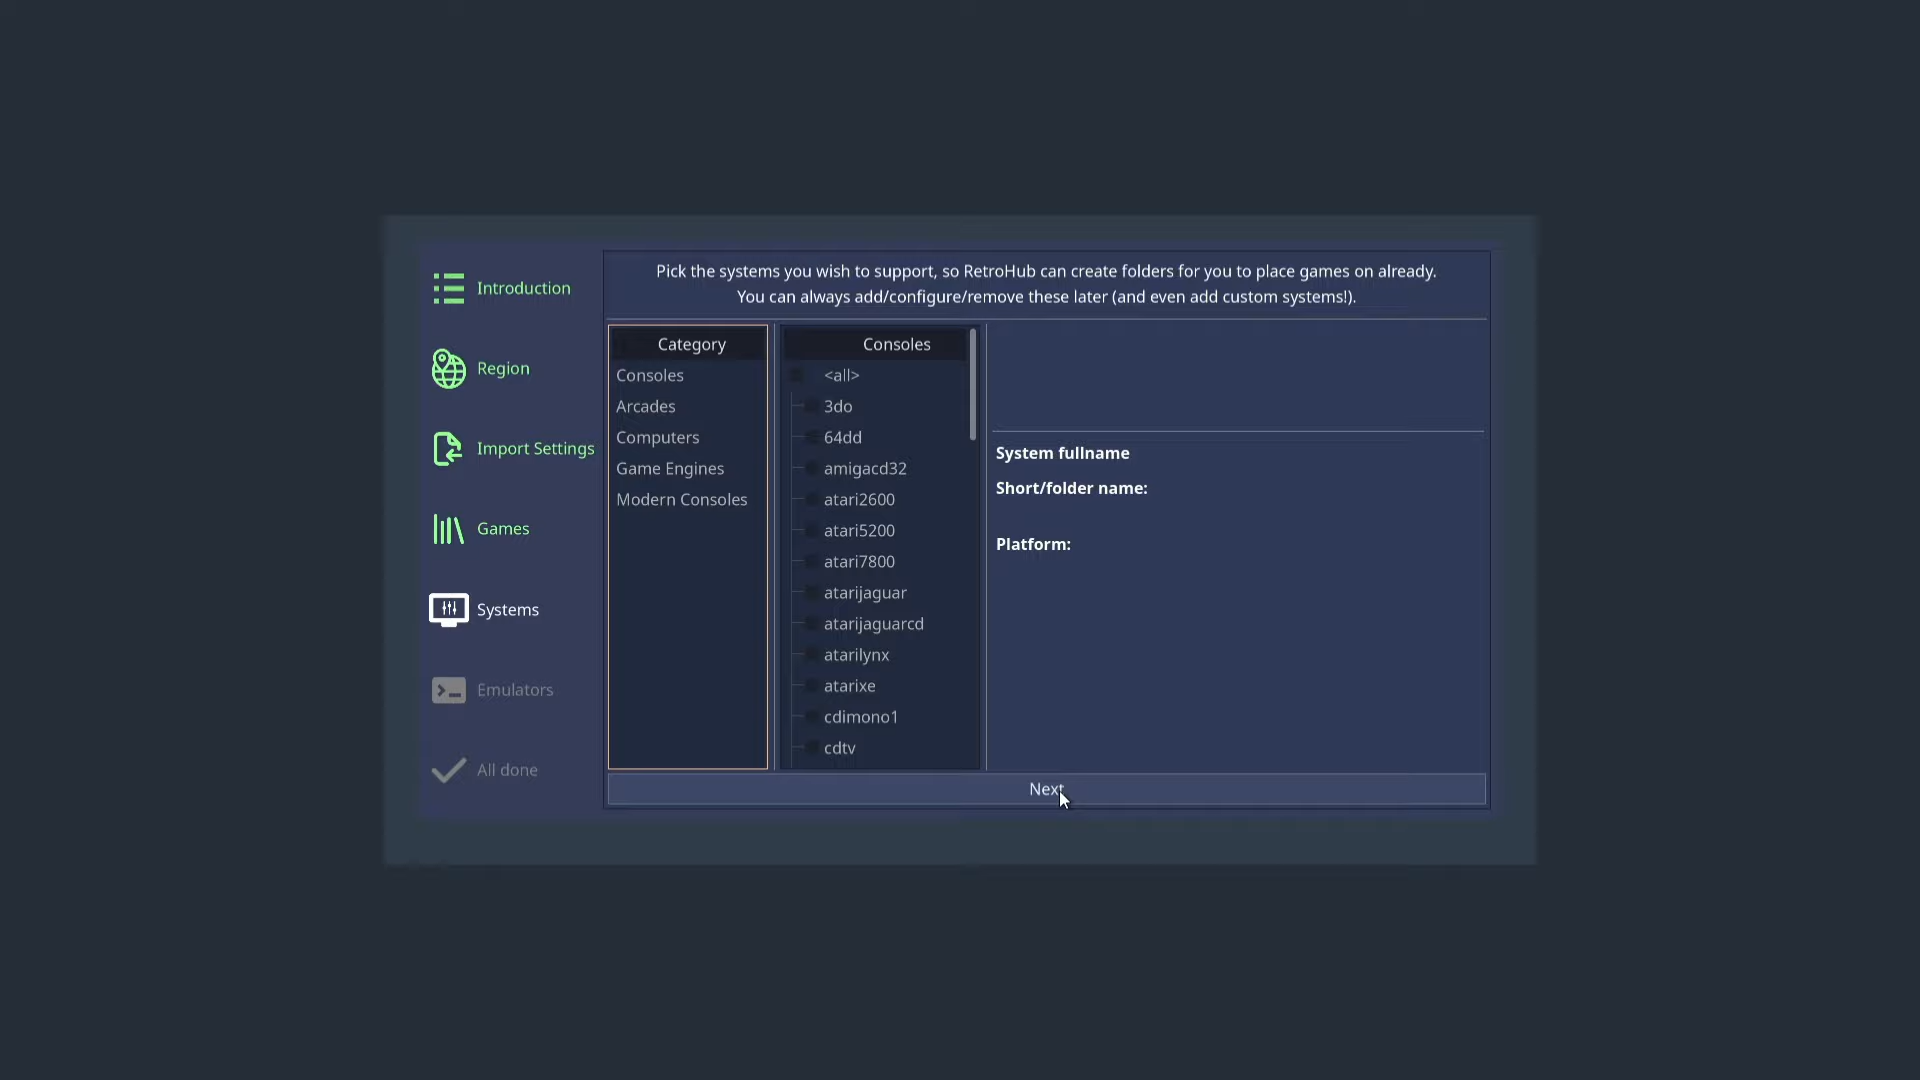 Introduction
Region
Import Settings
Games
Systems
Emulators
All done
Pick the systems you wish to support, so RetroHub can create folders for you to place games on already.
You can always add/configure/remove these later (and even add custom systems!).
Category
Consoles
Arcades
Computers
Game Engines
Modern Consoles
Consoles
<all>
3do
64dd
amigacd32
atari2600
atari5200
atari7800
atarijaguar
atarijaguarcd
atarilynx
atarixe
cdimono1
cdtv
System fullname
Short/folder name:
Platform:
Next